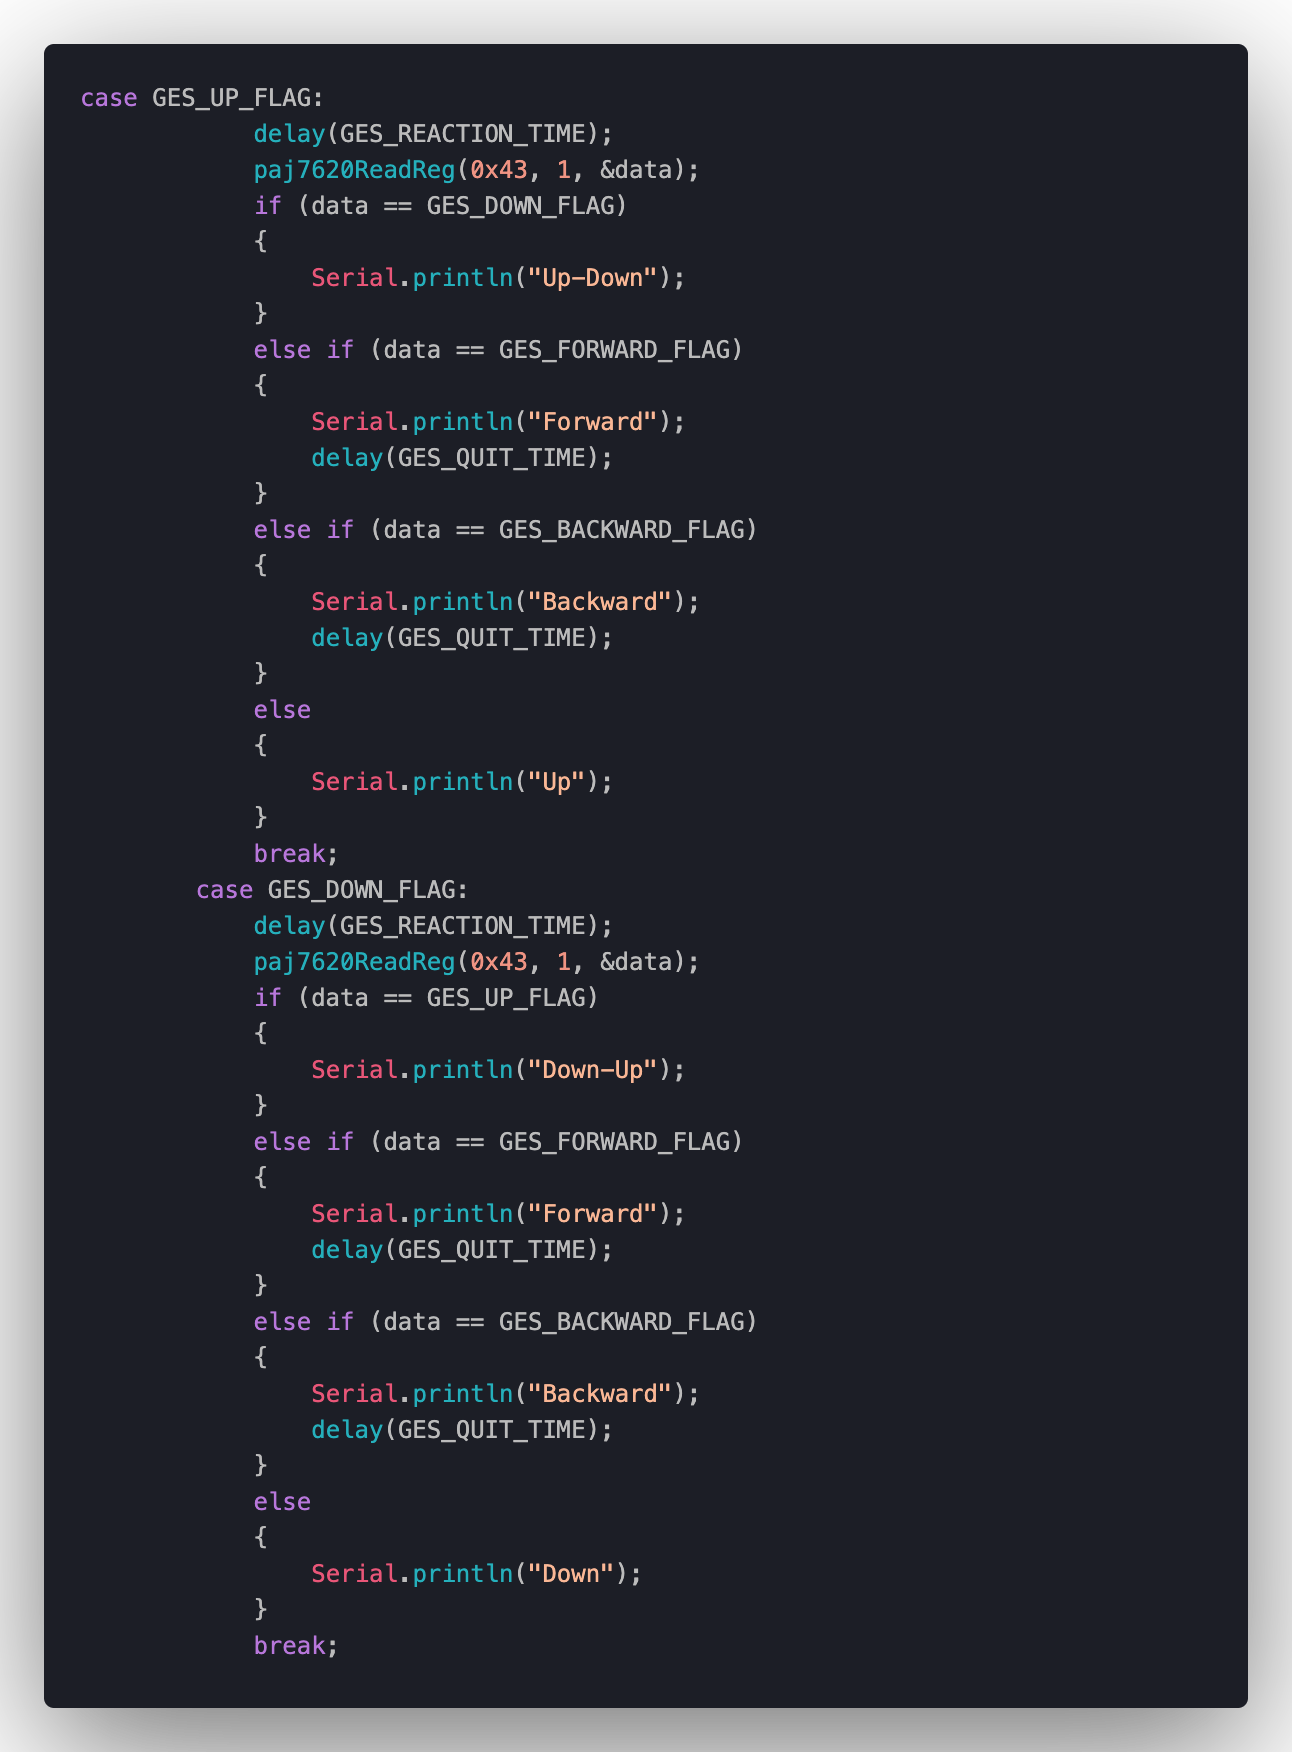 case GES_UP_FLAG:
            delay(GES_REACTION_TIME);
            paj7620ReadReg(0x43, 1, &data);
            if (data == GES_DOWN_FLAG)
            {
                Serial.println("Up-Down");
            }
            else if (data == GES_FORWARD_FLAG)
            {
                Serial.println("Forward");
                delay(GES_QUIT_TIME);
            }
            else if (data == GES_BACKWARD_FLAG)
            {
                Serial.println("Backward");
                delay(GES_QUIT_TIME);
            }
            else
            {
                Serial.println("Up");
            }
            break;
        case GES_DOWN_FLAG:
            delay(GES_REACTION_TIME);
            paj7620ReadReg(0x43, 1, &data);
            if (data == GES_UP_FLAG)
            {
                Serial.println("Down-Up");
            }
            else if (data == GES_FORWARD_FLAG)
            {
                Serial.println("Forward");
                delay(GES_QUIT_TIME);
            }
            else if (data == GES_BACKWARD_FLAG)
            {
                Serial.println("Backward");
                delay(GES_QUIT_TIME);
            }
            else
            {
                Serial.println("Down");
            }
            break;